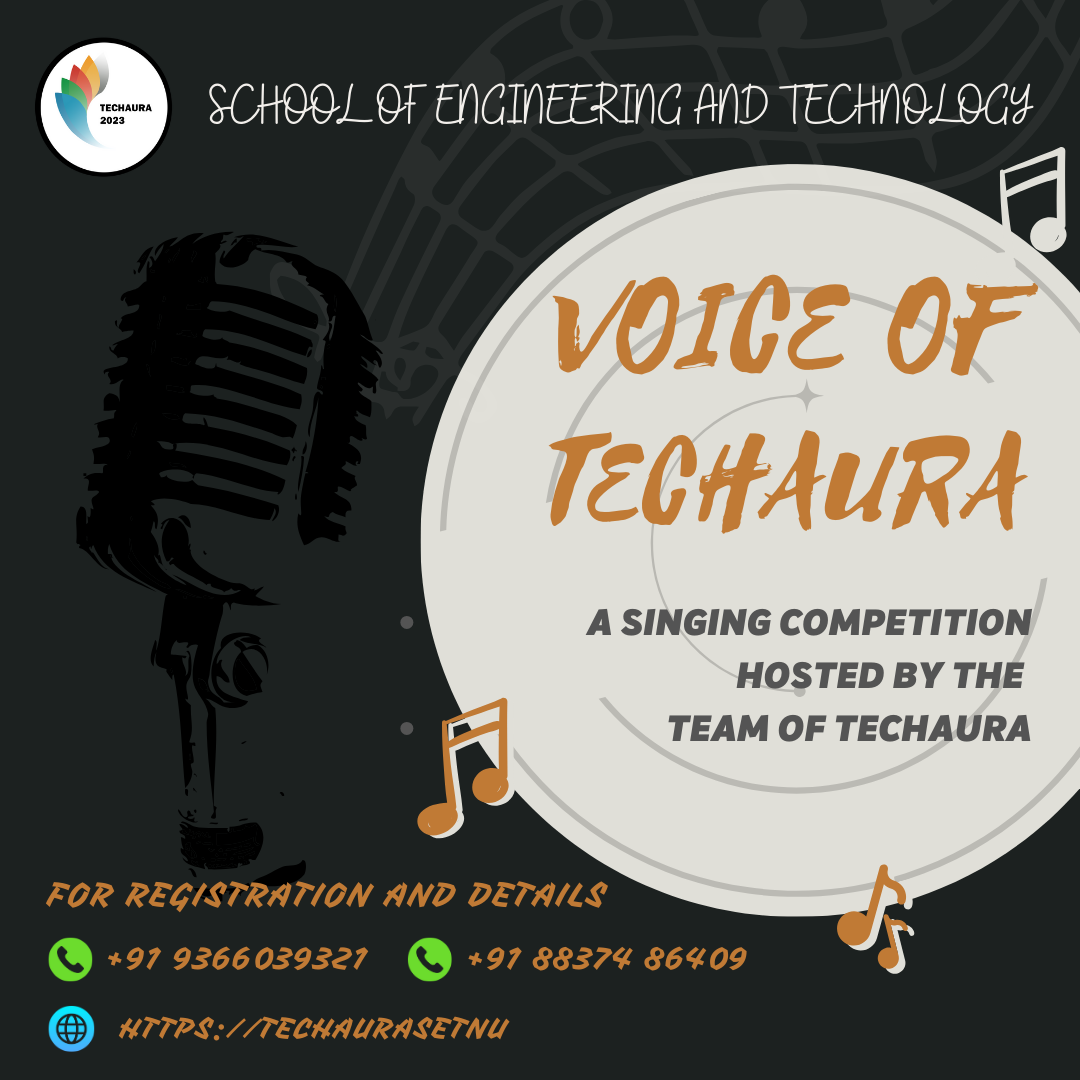 TECHAURA
2023
SCHOOL OF ENGINEERING AND TECHNOLOGY
VOICE OF
TECHAURA
A SINGING COMPETITION
HOSTED BY THE
TEAM OF TECHAURA
FOR REGISTRATION AND DETAILS
+91 9366039321 +91 88374 86409
HTTPS://TECHAURASETNU